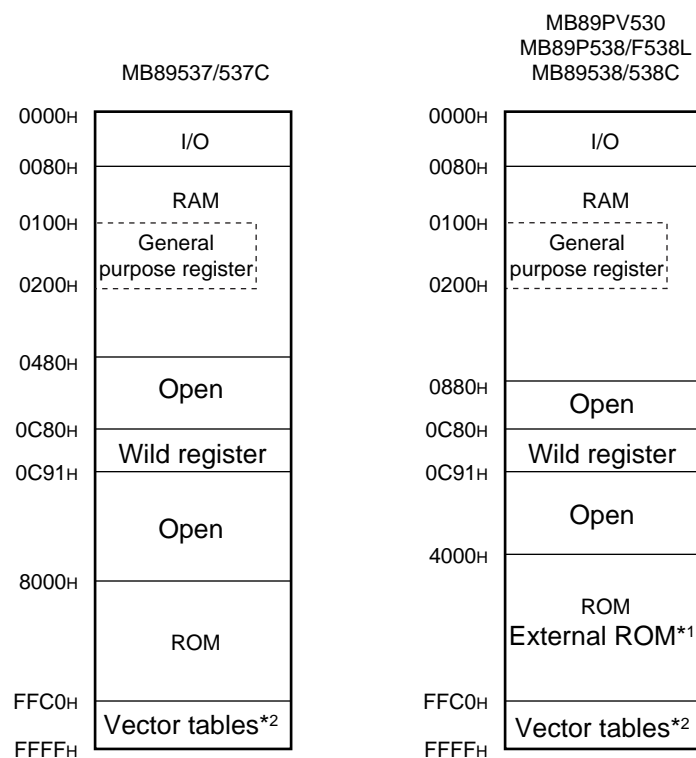 MB89537/537C
0000H
I/O
0080H
RAM
0100H
General
purpose register
0200H
0480H
Open
0C80H
Wild register
0C91H
Open
8000H
ROM
FFC0H
Vector tables*2
FFFFH
MB89PV530
MB89P538/F538L
MB89538/538C
0000H
I/O
0080H
RAM
0100H
General
purpose register
0200H
0880H
Open
0C80H
Wild register
0C91H
Open
4000H
ROM
External ROM*1
FFC0H
Vector tables*2
FFFFH